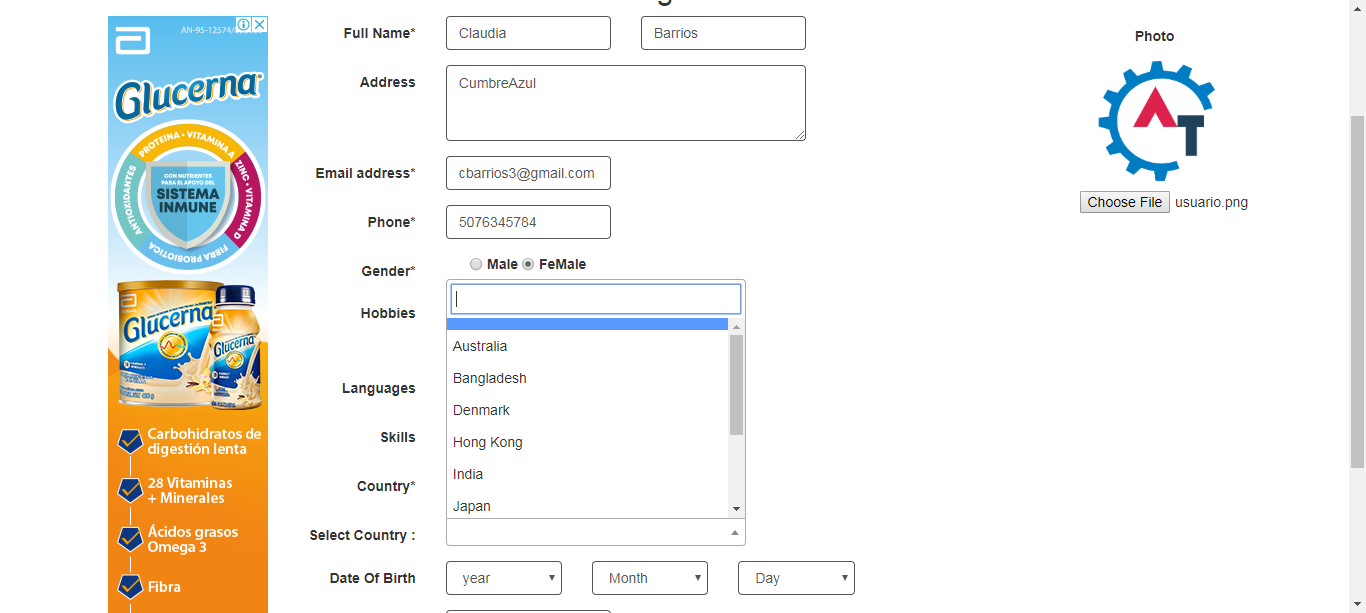 AN-95-12574/
Glucerna
PROTEINA • VITAMINA A
ZINC • VITAMINA D
FIBRA PROBIOTICA
ANTIOXIDANTES
CON NUTRIENTES
PARA EL APOYO DEL
SISTEMA
INMUNE
Glucerna
Glucerna
Carbohidratos de
digestión lenta
28 Vitaminas
+ Minerales
Ácidos grasos
Omega 3
Fibra
Full Name*
Claudia
Barrios
Address
CumbreAzul
Email address*
cbarrios3@gmail.com
Phone*
5076345784
Gender*
Male
FeMale
Hobbies
Languages
Skills
Country*
Australia
Bangladesh
Denmark
Hong Kong
India
Japan
Select Country :
Date Of Birth
year
Month
Day
Photo
AT
Choose File usuario.png